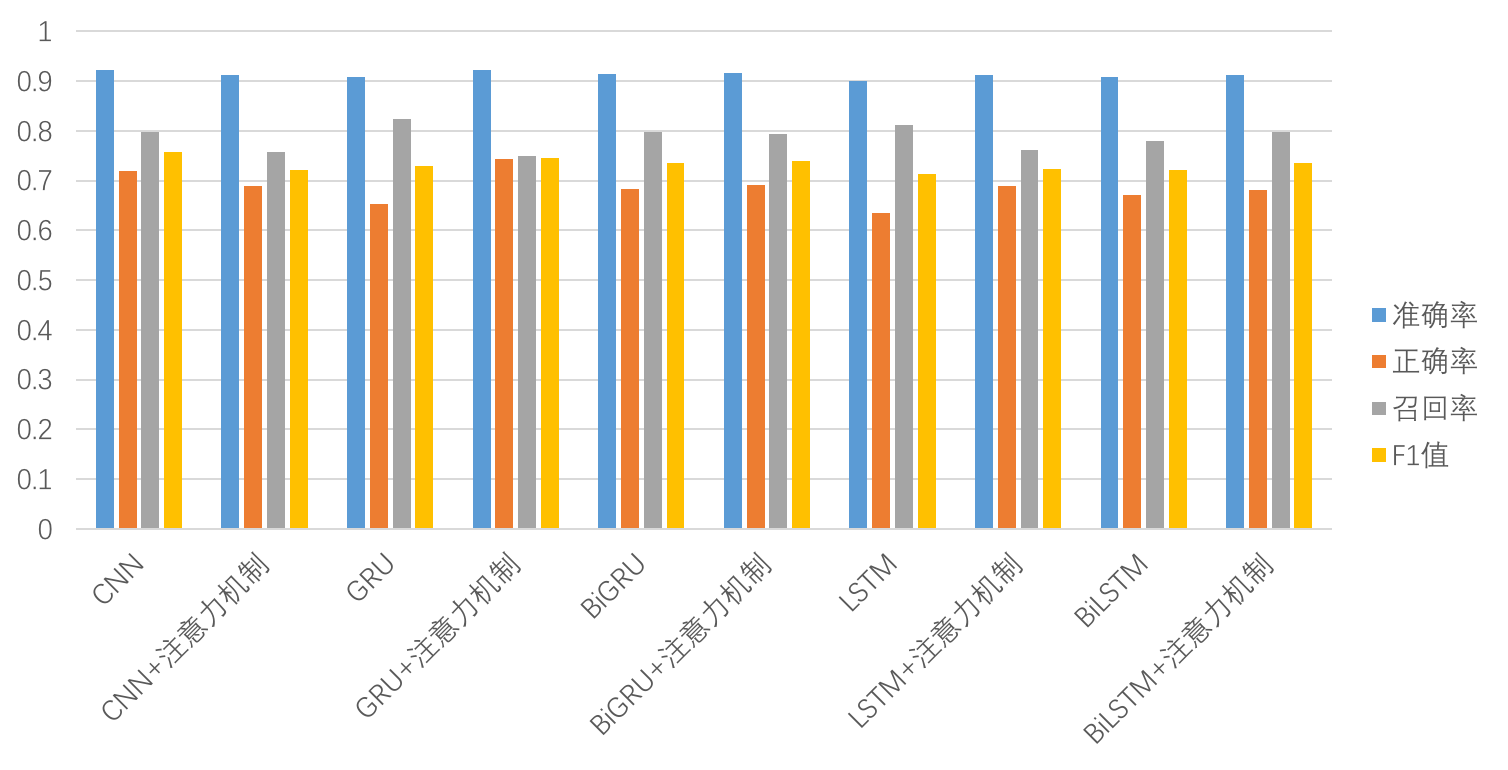 1
0.9
0.8
0.7
0.6
0.5
0.4
0.3
0.2
0.1
0
CNN
CNN+注意力机制
GRU
GRU+注意力机制
BiGRU
BiGRU+注意力机制
LSTM
LSTM+注意力机制
BiLSTM
BiLSTM+注意力机制
准确率
正确率
召回率
F1值